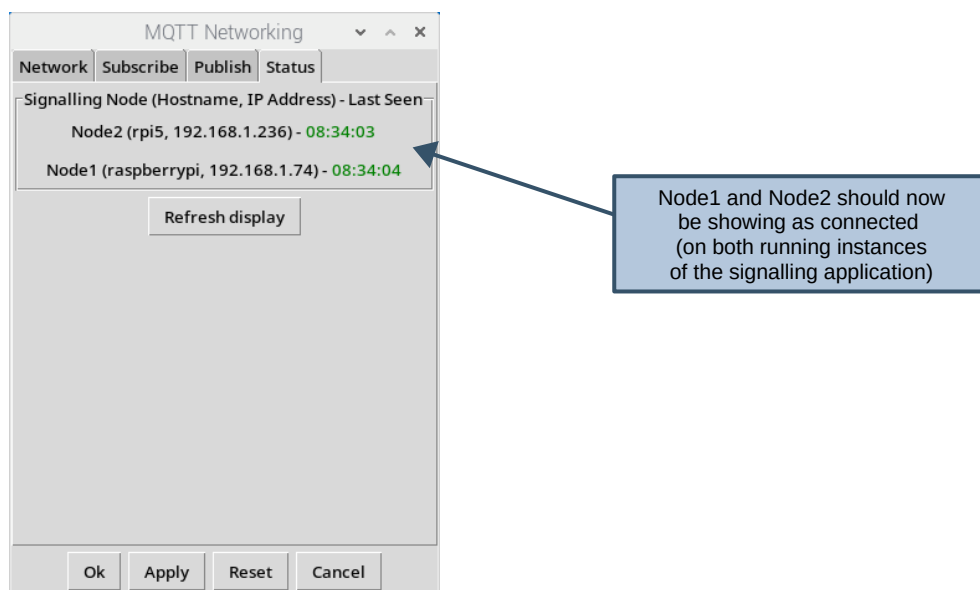 MQTT Networking
Network Subscribe Publish Status
Signalling Node (Hostname, IP Address) - Last Seen
Node2 (rpi5, 192.168.1.236) - 08:34:03
Node1 (raspberrypi, 192.168.1.74) - 08:34:04
Refresh display
Node1 and Node2 should now
be showing as connected
(on both running instances
of the signalling application)
Ok Apply Reset Cancel